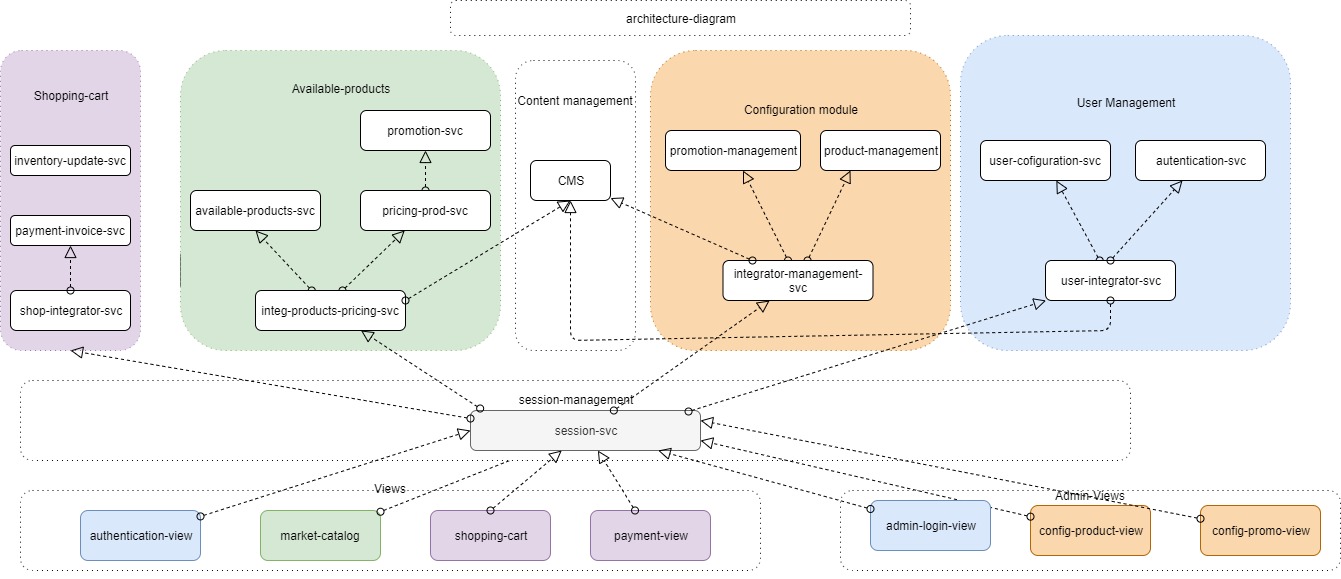 architecture-diagram
Shopping-cart
inventory-update-svc
payment-invoice-svc
shop-integrator-svc
Available-products
promotion-svc
available-products-svc
pricing-prod-svc
integ-products-pricing-svc
Content management
CMS
Configuration module
promotion-management
product-management
integrator-management-
svc
User Management
user-cofiguration-svc
autentication-svc
user-integrator-svc
session-management
session-svc
Views
authentication-view
market-catalog
shopping-cart
payment-view
Admin-Views
admin-login-view
config-product-view
config-promo-view